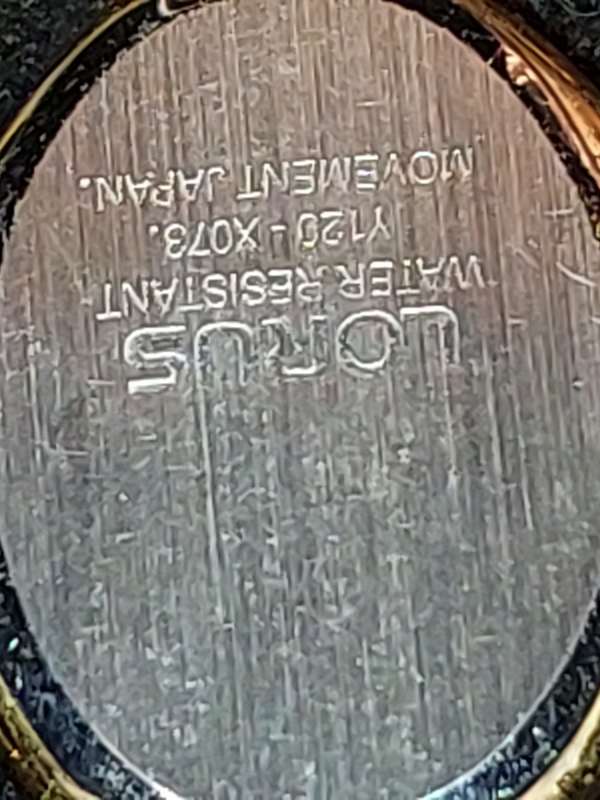 LORUS
WATER RESISTANT
Y120-X073.
MOVEMENT JAPAN.